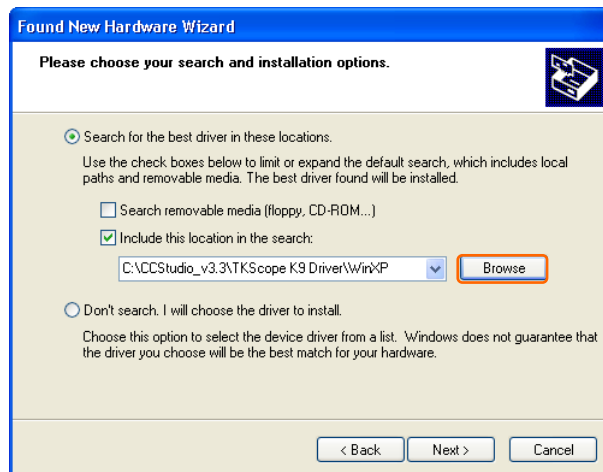 Found New Hardware Wizard
Please choose your search and installation options.
Search for the best driver in these locations.
Use the check boxes below to limit or expand the default search, which includes local
paths and removable media. The best driver found will be installed.
Search removable media (floppy, CD-ROM...)
Include this location in the search:
C:\CCStudio_v3.3\TKScope K9 Driver\WinXP
Browse
Don't search. I will choose the driver to install.
Choose this option to select the device driver from a list. Windows does not guarantee that
the driver you choose will be the best match for your hardware.
< Back Next > Cancel